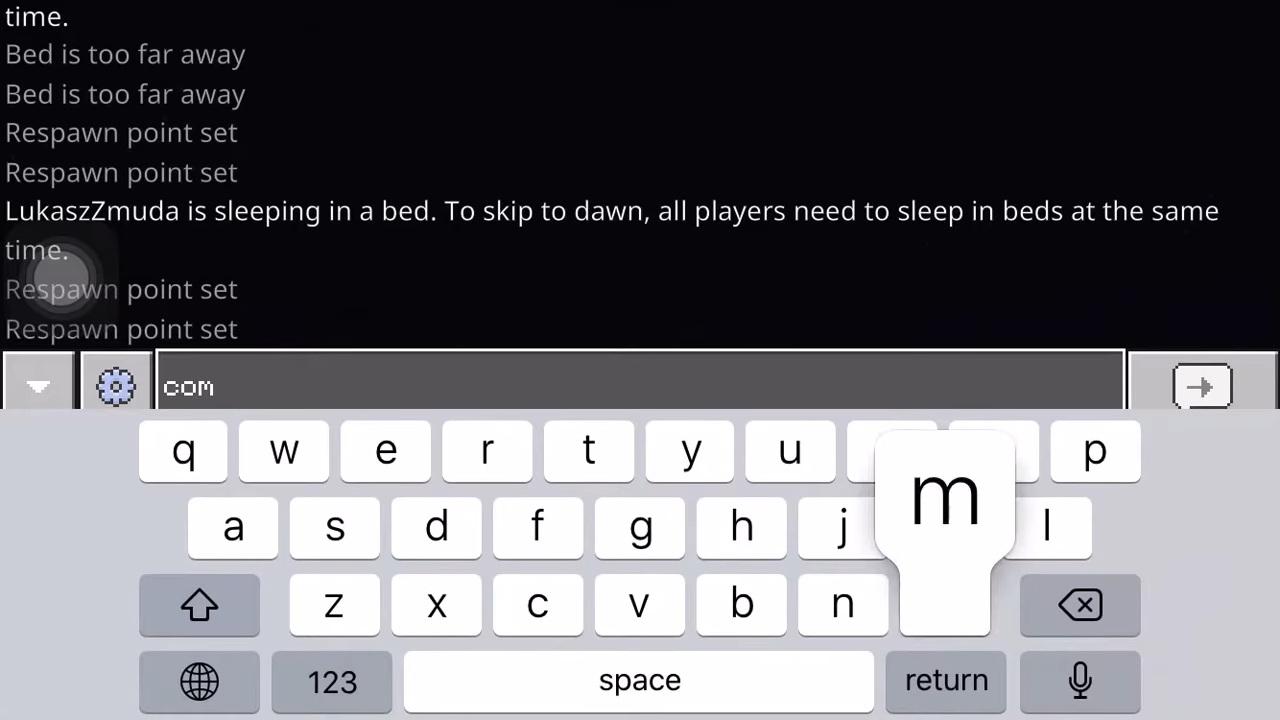 time.
Bed is too far away
Bed is too far away
Respawn point set
Respawn point set
LukaszZmuda is sleeping in a bed. To skip to dawn, all players need to sleep in beds at the same
time.
Respawn point set
Respawn point set
com
q w e r t y u p
a s d f g h j m l
z x c v b n
123 space return